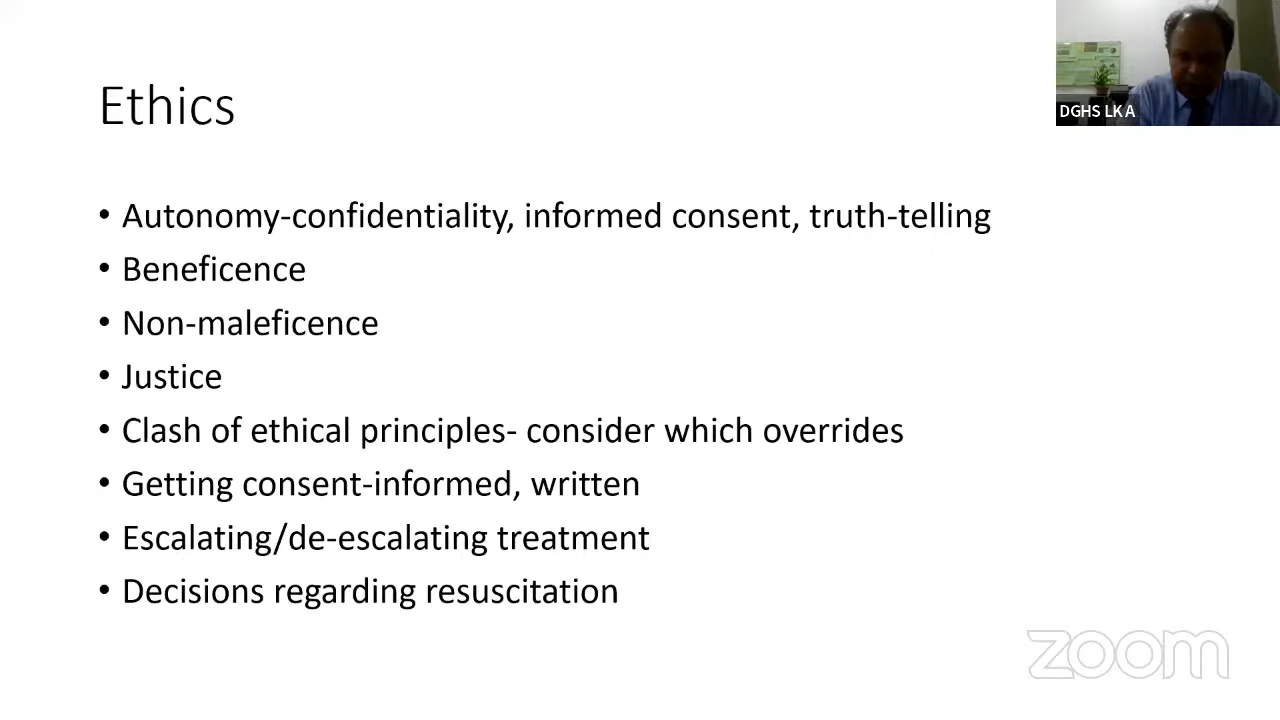 Ethics
DGHS LKA
• Autonomy-confidentiality, informed consent, truth-telling
• Beneficence
• Non-maleficence
• Justice
• Clash of ethical principles- consider which overrides
• Getting consent-informed, written
• Escalating/de-escalating treatment
• Decisions regarding resuscitation
zoom